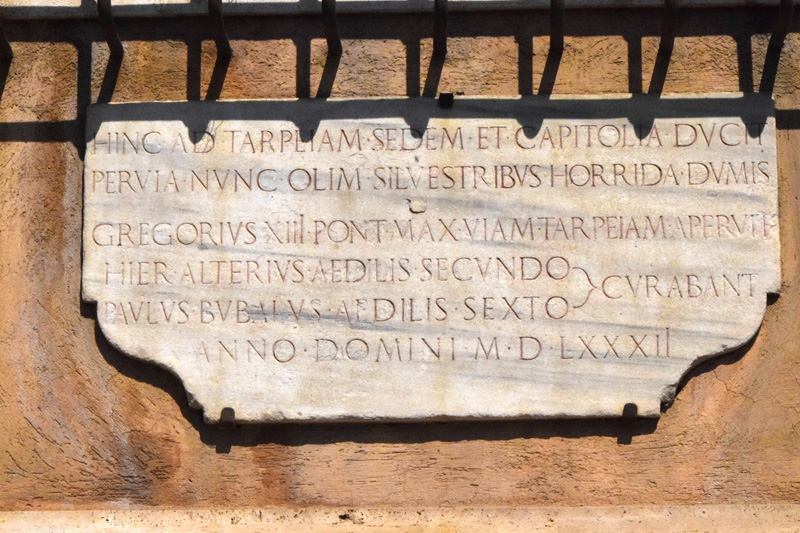 HINC·AD TARPLIAM·SEDEM·ET CAPITOLIA DVCIT
PERVIA·NVNC·OLIM·SILVESTRIBVS HORRIDA·DVMIS
GREGORIVS·XIII·PONT·MAX·VIAM·TARPEIAM·APERVIT
HIER·ALTERIVS·AEDILIS SECVNDO
PAVLVS·BVBALVS·AEDILIS·SEXTO
CVRABANT
ANNO·DOMINI·M·D·LXXXII